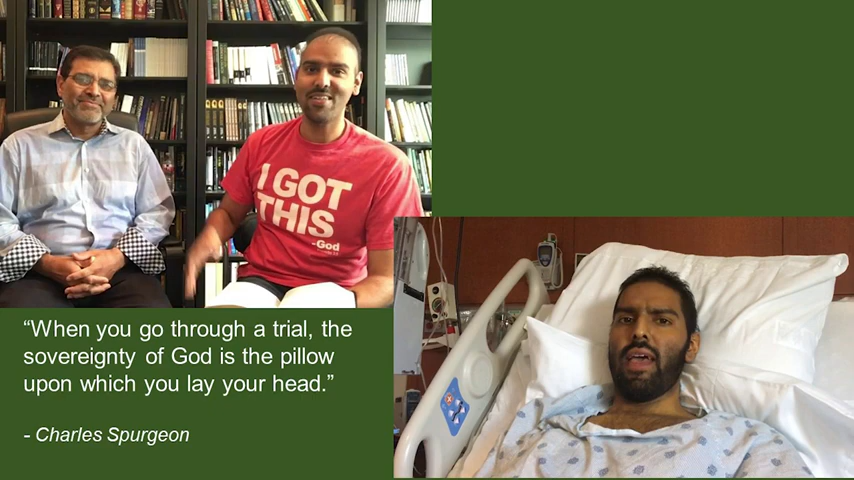 I GOT
THIS
-God
“When you go through a trial, the
sovereignty of God is the pillow
upon which you lay your head.”
- Charles Spurgeon